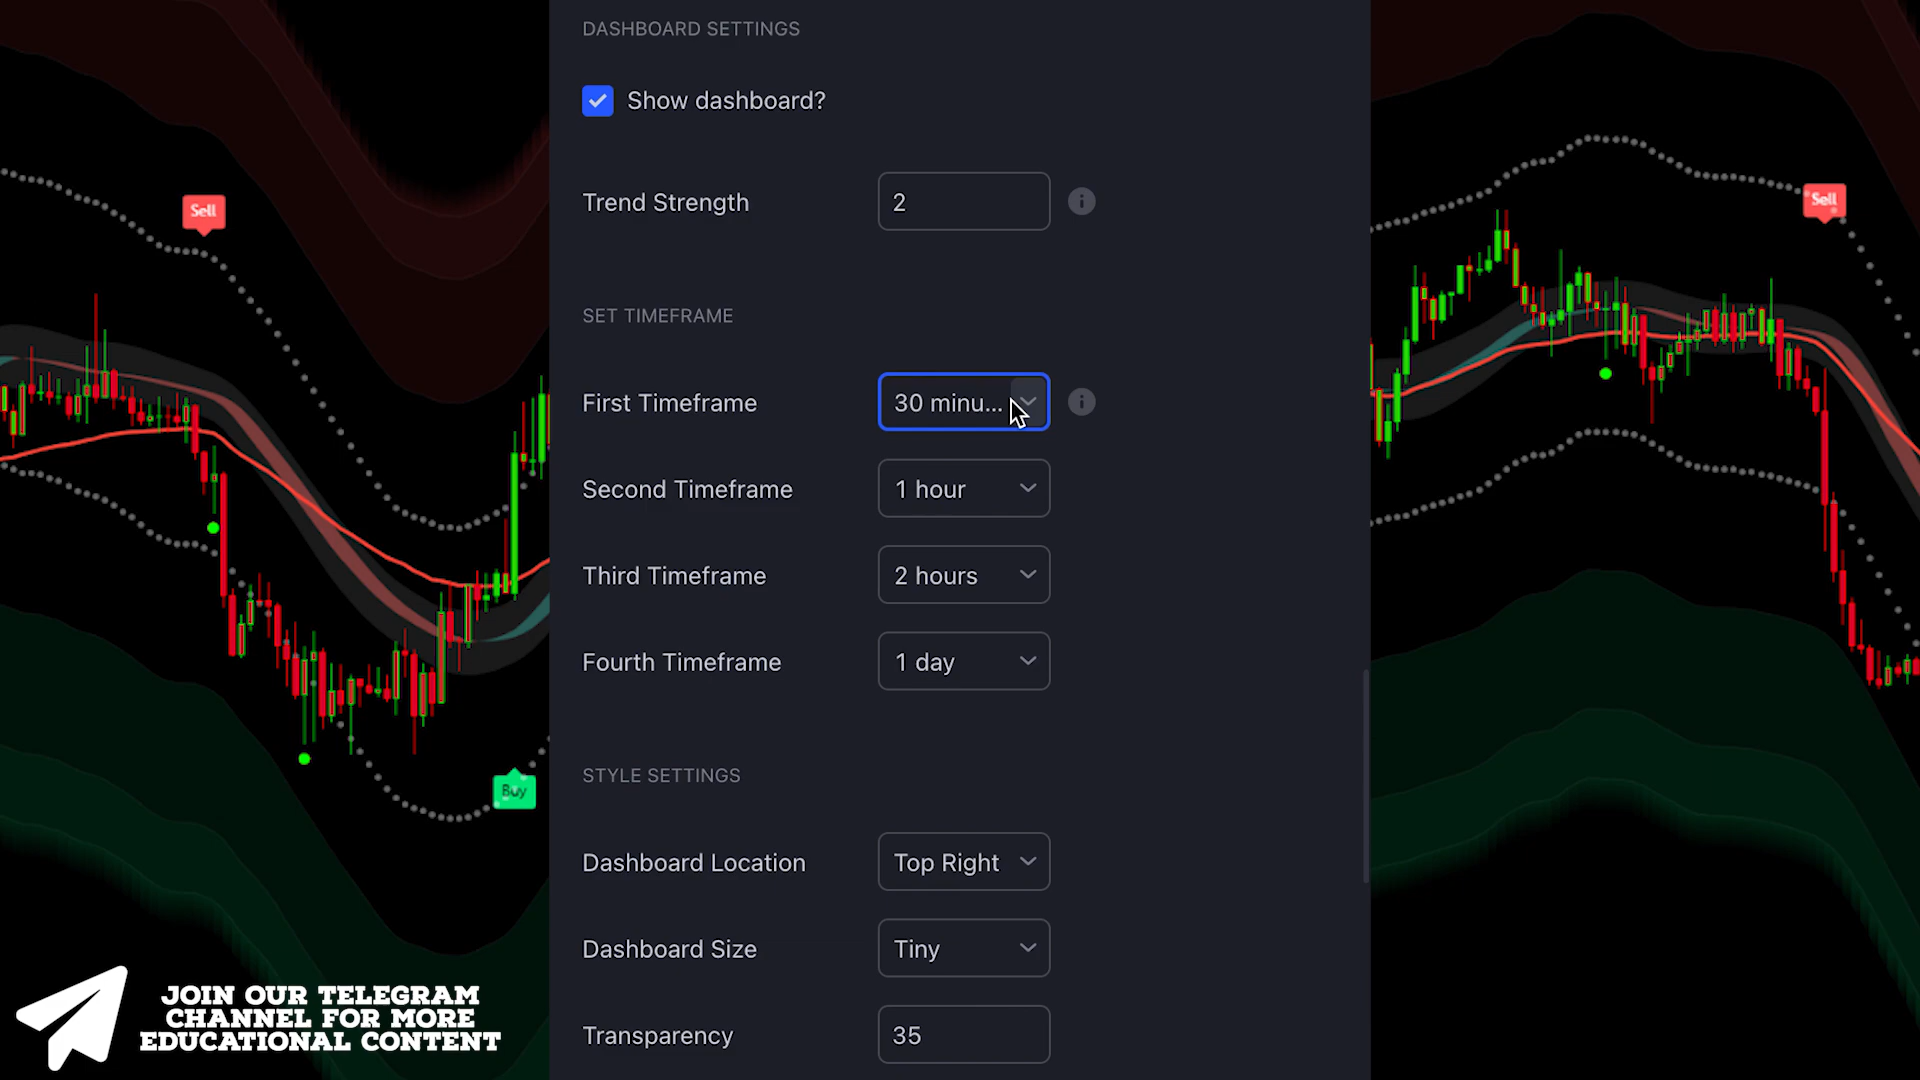 DASHBOARD SETTINGS
Show dashboard?
Trend Strength
2
SET TIMEFRAME
First Timeframe
30 minu...
Second Timeframe
1 hour
Third Timeframe
2 hours
Fourth Timeframe
1 day
STYLE SETTINGS
Dashboard Location
Top Right
Dashboard Size
Tiny
Transparency
35
Sell
Buy
Sell
JOIN OUR TELEGRAM
CHANNEL FOR MORE
EDUCATIONAL CONTENT